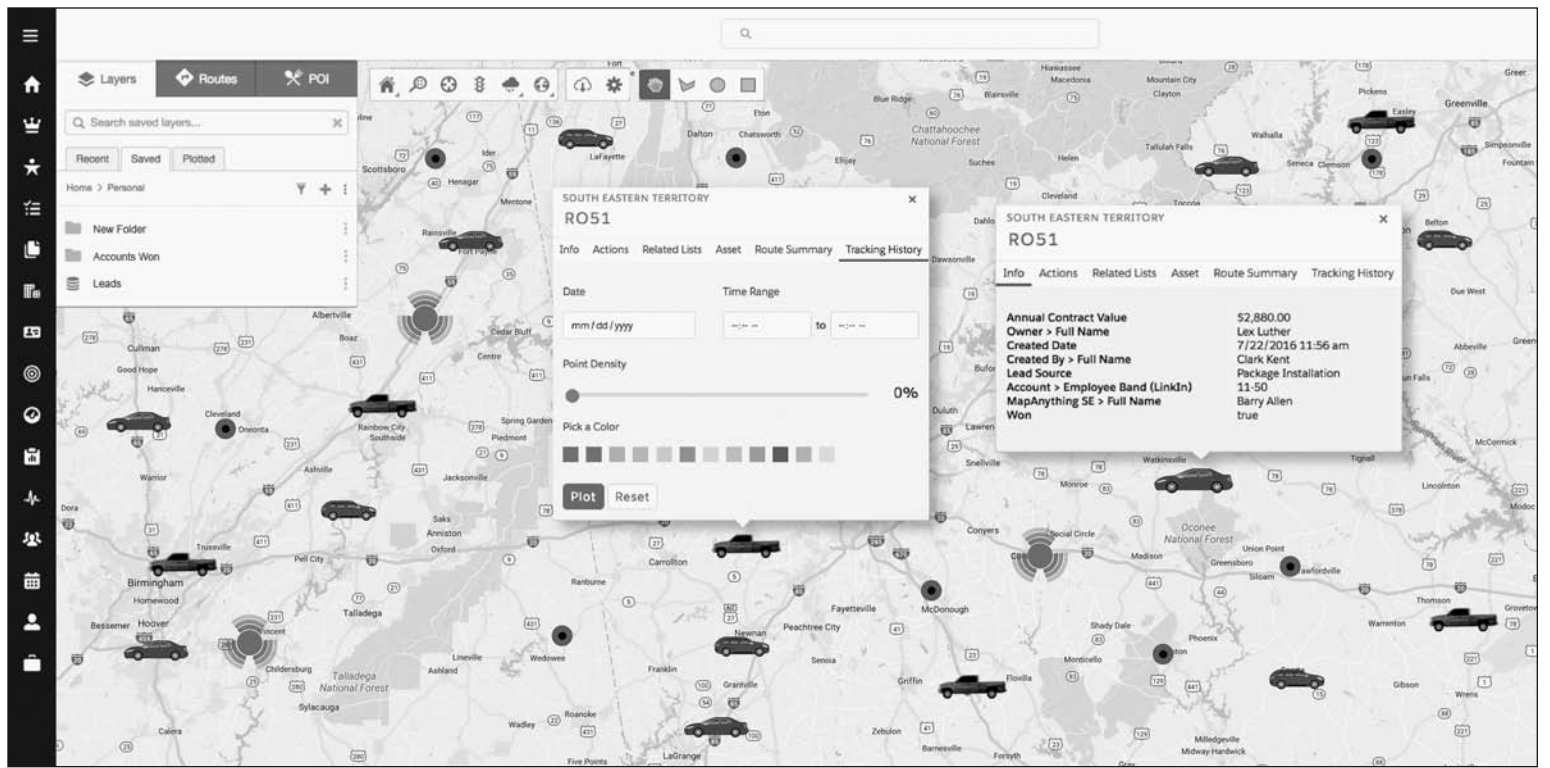 Layers
Routes
POI
Search saved layers...
Recent
Saved
Plotted
Home > Personal
New Folder
Accounts Won
Leads
SOUTH EASTERN TERRITORY
RO51
Info Actions Related Lists Asset Route Summary Tracking History
Date
Time Range
mm/dd/yyyy
--:-- -- to --:-- --
Point Density
0%
Pick a Color
Plot Reset
SOUTH EASTERN TERRITORY
RO51
Info Actions Related Lists Asset Route Summary Tracking History
Annual Contract Value $2,880.00
Owner > Full Name Lex Luther
Created Date 7/22/2016 11:56 am
Created By > Full Name Clark Kent
Lead Source Package Installation
Account > Employee Band (LinkIn) 11-50
MapAnything SE > Full Name Barry Allen
Won true
Fort
Hiawassee
Macedonia
Mountain City
Clayton
Pickens
Greer
Greenville
Easley
Blue Ridge
Blairsville
Eton
Dalton
Chatsworth
Chattahoochee
National Forest
Walhalla
Simpsonville
Fountain
Scottsboro
Ider
LaFayette
Ellijay
Suches
Helen
Tallulah Falls
Seneca
Clemson
Henagar
Mentone
Cleveland
Toccoa
Belton
Rainsville
Fort Payne
Dahlo
Dawsonville
Due West
Albertville
Cedar Bluff
Cullman
Boaz
Centre
Abbeville
Green
Good Hope
Hanceville
Bufor
un Falls
Cleveland
Oneonta
Rainbow City
Southside
Spring Garden
Piedmont
Duluth
Lawren
McCormick
Warrior
Ashville
Jacksonville
Snellville
Watkinsville
Tignall
Monroe
Lincolnton
Dora
Saks
Anniston
Oxford
Modoc
Trussville
Pell City
Carrollton
Conyers
Social Circle
Oconee
National Forest
Madison
Union Point
Greensboro
Siloam
awfordville
Birmingham
Homewood
Ranburne
Talladega
Fayetteville
McDonough
Thomson
Grovetow
Bessemer
Hoover
Vincent
Newnan
Peachtree City
Shady Dale
Phoenix
Warrenton
Childersburg
Lineville
Ashland
Wedowee
Franklin
Senoia
Monticello
ton
Talladega
National Forest
Grantville
Griffin
Flovilla
Gibson
Wrens
Sylacauga
Wadley
Roanoke
Calera
Zebulon
Barnesville
Forsyth
Milledgeville
Midway-Hardwick
Five Points
LaGrange
Gray